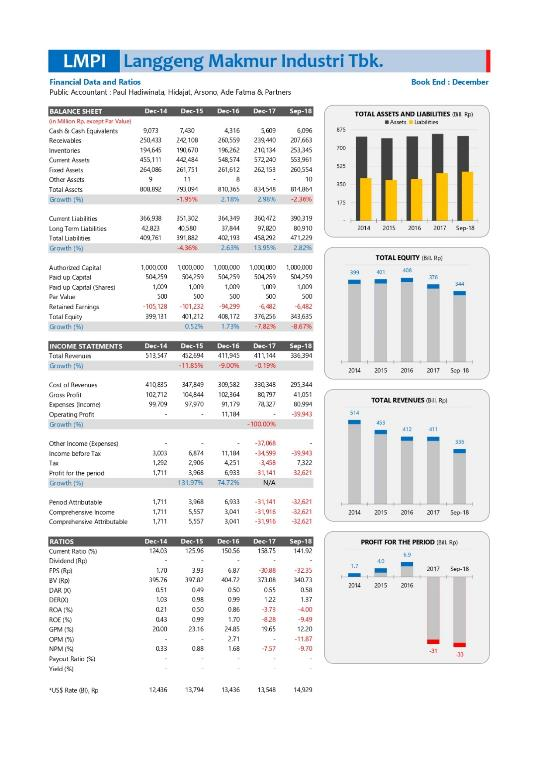 LMPI Langgeng Makmur Industri Tbk.
Financial Data and Ratios Book End : December
Public Accountant : Paul Hadiwinata, Hidajat, Arsono, Ade Fatma & Partners
BALANCE SHEET Dec-14 Dec-15 Dec-16 Dec-17 Sep-18
(in Million Rp, except Par Value)
Cash & Cash Equivalents 9,073 7,430 4,316 5,609 6,096
Receivables 250,433 242,108 260,559 239,440 207,663
Inventories 194,645 190,670 196,262 210,134 253,345
Current Assets 455,111 442,484 548,574 572,240 553,961
Fixed Assets 264,086 261,751 261,612 262,153 260,554
Other Assets 9 11 8 - 10
Total Assets 808,892 793,094 810,365 834,548 814,864
Growth (%) -1.95% 2.18% 2.98% -2.36%
Current Liabilities 366,938 351,302 364,349 360,472 390,319
Long Term Liabilities 42,823 40,580 37,844 97,820 80,910
Total Liabilities 409,761 391,882 402,193 458,292 471,229
Growth (%) -4.36% 2.63% 13.95% 2.82%
Authorized Capital 1,000,000 1,000,000 1,000,000 1,000,000 1,000,000
Paid up Capital 504,259 504,259 504,259 504,259 504,259
Paid up Capital (Shares) 1,009 1,009 1,009 1,009 1,009
Par Value 500 500 500 500 500
Retained Earnings -105,128 -101,232 -94,299 -6,482 -6,482
Total Equity 399,131 401,212 408,172 376,256 343,635
Growth (%) 0.52% 1.73% -7.82% -8.67%
INCOME STATEMENTS Dec-14 Dec-15 Dec-16 Dec-17 Sep-18
Total Revenues 513,547 452,694 411,945 411,144 336,394
Growth (%) -11.85% -9.00% -0.19%
Cost of Revenues 410,835 347,849 309,582 330,348 295,344
Gross Profit 102,712 104,844 102,364 80,797 41,051
Expenses (Income) 99,709 97,970 91,179 78,327 80,994
Operating Profit - - 11,184 - -39,943
Growth (%) -100.00%
Other Income (Expenses) - - - -37,068 -
Income before Tax 3,003 6,874 11,184 -34,599 -39,943
Tax 1,292 2,906 4,251 -3,458 7,322
Profit for the period 1,711 3,968 6,933 -31,141 -32,621
Growth (%) 131.97% 74.72% N/A
Period Attributable 1,711 3,968 6,933 -31,141 -32,621
Comprehensive Income 1,711 5,557 3,041 -31,916 -32,621
Comprehensive Attributable 1,711 5,557 3,041 -31,916 -32,621
RATIOS Dec-14 Dec-15 Dec-16 Dec-17 Sep-18
Current Ratio (%) 124.03 125.96 150.56 158.75 141.92
Dividend (Rp) - - - - -
EPS (Rp) 1.70 3.93 6.87 -30.88 -32.35
BV (Rp) 395.76 397.82 404.72 373.08 340.73
DAR (X) 0.51 0.49 0.50 0.55 0.58
DER(X) 1.03 0.98 0.99 1.22 1.37
ROA (%) 0.21 0.50 0.86 -3.73 -4.00
ROE (%) 0.43 0.99 1.70 -8.28 -9.49
GPM (%) 20.00 23.16 24.85 19.65 12.20
OPM (%) - - 2.71 - -11.87
NPM (%) 0.33 0.88 1.68 -7.57 -9.70
Payout Ratio (%) - - - - -
Yield (%) - - - - -
*US$ Rate (BI), Rp 12,436 13,794 13,436 13,548 14,929
TOTAL ASSETS AND LIABILITIES (Bill. Rp)
Assets Liabilities
875
700
525
350
175
-
2014 2015 2016 2017 Sep-18
TOTAL EQUITY (Bill. Rp)
399 401 408 376 344
2014 2015 2016 2017 Sep-18
TOTAL REVENUES (Bill. Rp)
514 453 412 411 336
2014 2015 2016 2017 Sep-18
PROFIT FOR THE PERIOD (Bill. Rp)
1.7 4.0 6.9 2017 Sep-18
2014 2015 2016
-31 -33